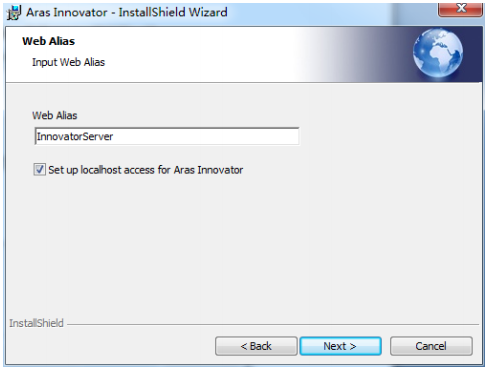 Aras Innovator - InstallShield Wizard
Web Alias
Input Web Alias
Web Alias
InnovatorServer
Set up localhost access for Aras Innovator
InstallShield
< Back
Next >
Cancel